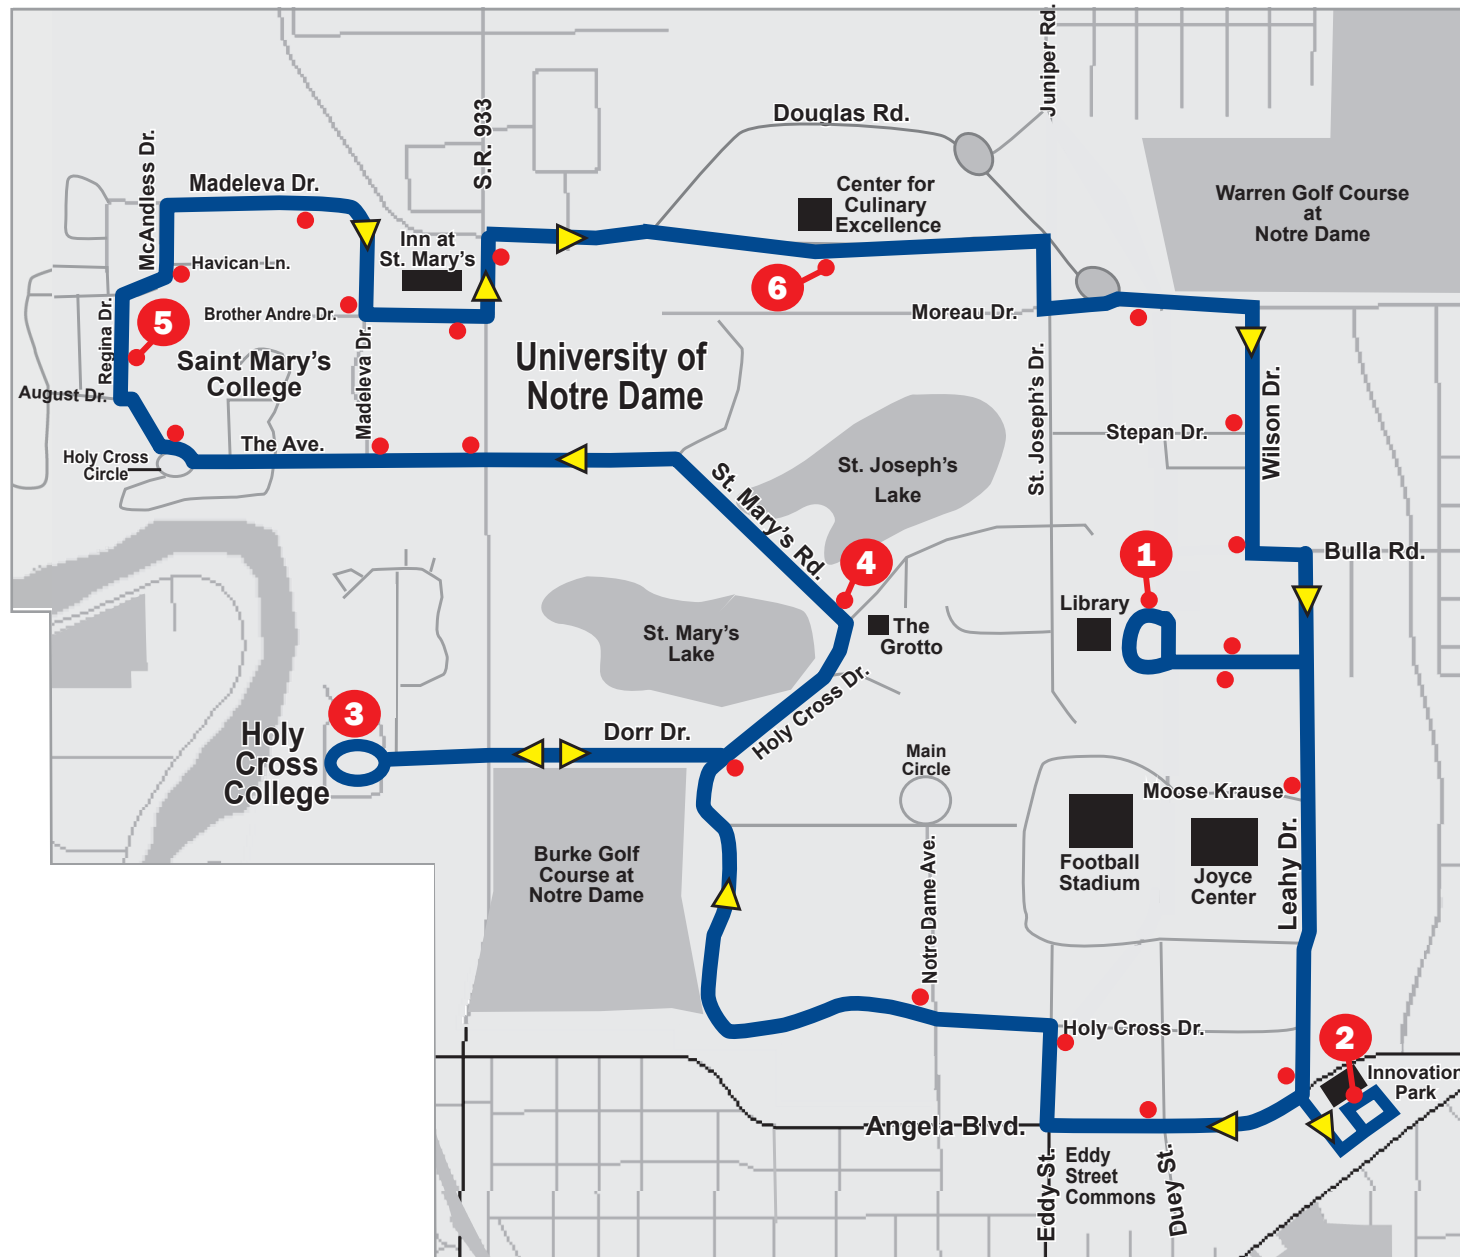 Juniper Rd.
Douglas Rd.
S.R. 933
McAndless Dr.
Madeleva Dr.
Center for
Culinary
Excellence
Warren Golf Course
at
Notre Dame
Inn at
St. Mary's
Havican Ln.
6
Brother Andre Dr.
Moreau Dr.
5
Regina Dr.
Saint Mary's
College
Madeleva Dr.
University of
Notre Dame
August Dr.
St. Joseph's Dr.
Wilson Dr.
Stepan Dr.
The Ave.
Holy Cross
Circle
St. Mary's Rd.
St. Joseph's
Lake
Bulla Rd.
4
1
Library
The
Grotto
St. Mary's
Lake
Holy Cross Dr.
3
Holy
Cross
College
Dorr Dr.
Main
Circle
Moose Krause
Leahy Dr.
Football
Stadium
Joyce
Center
Burke Golf
Course at
Notre Dame
Notre Dame Ave.
Holy Cross Dr.
2
Innovation
Park
Angela Blvd.
Eddy St.
Eddy
Street
Commons
Duey St.